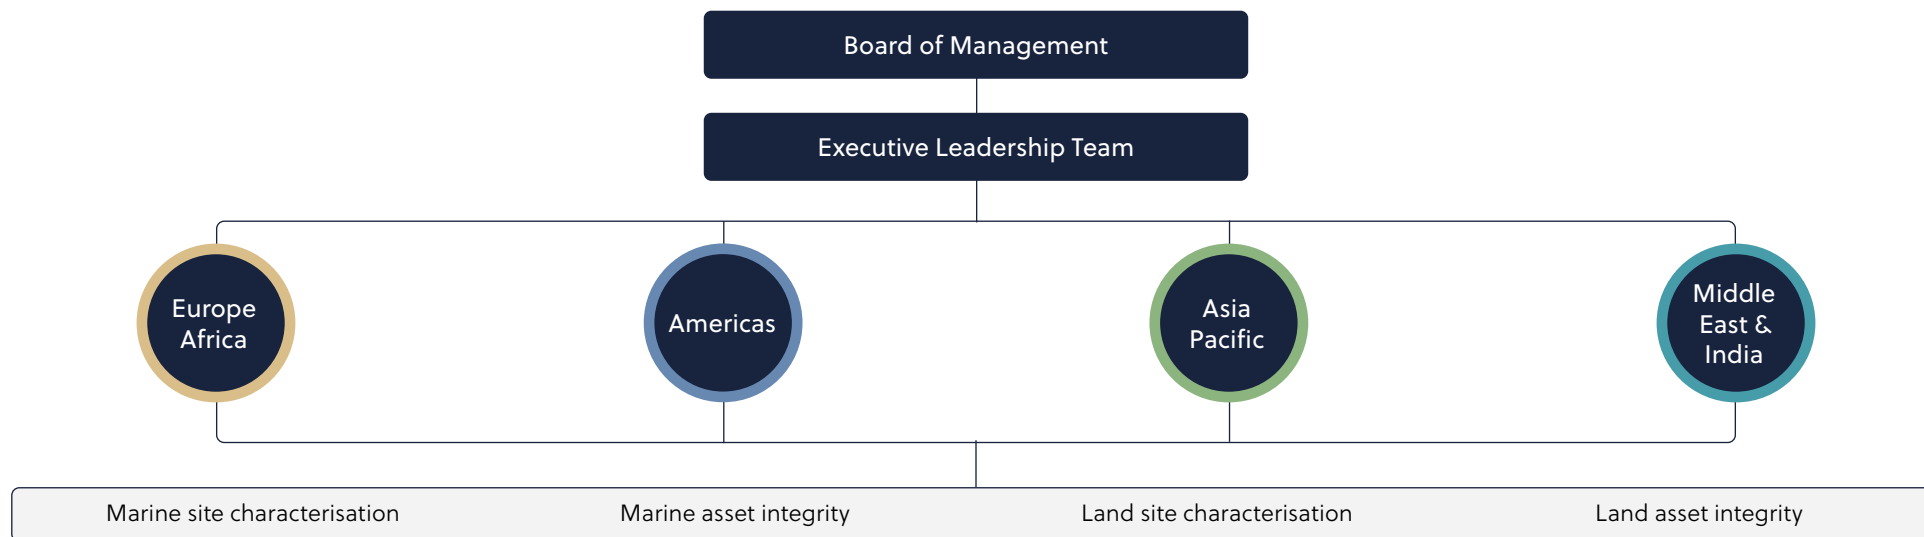 Board of Management
Executive Leadership Team
Europe
Africa
Americas
Asia
Pacific
Middle
East &
India
Marine site characterisation
Marine asset integrity
Land site characterisation
Land asset integrity